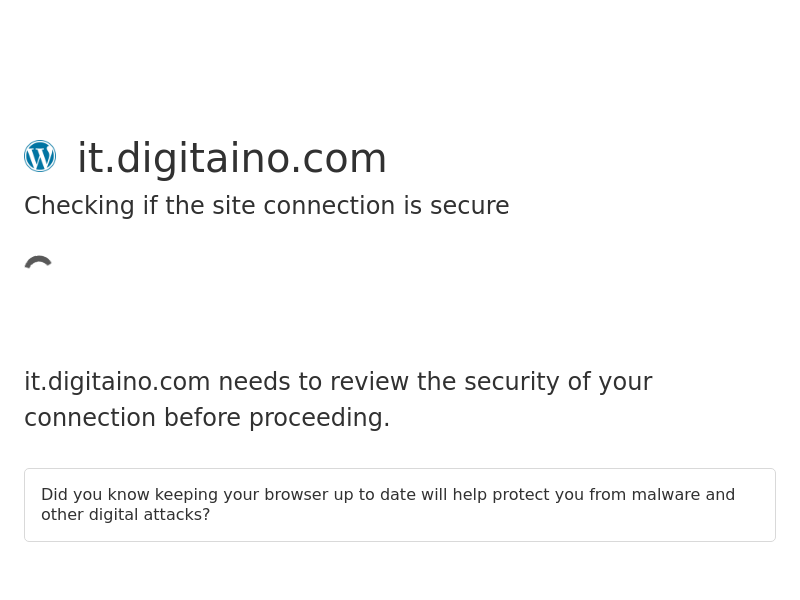 it.digitaino.com
Checking if the site connection is secure
it.digitaino.com needs to review the security of your
connection before proceeding.
Did you know keeping your browser up to date will help protect you from malware and
other digital attacks?